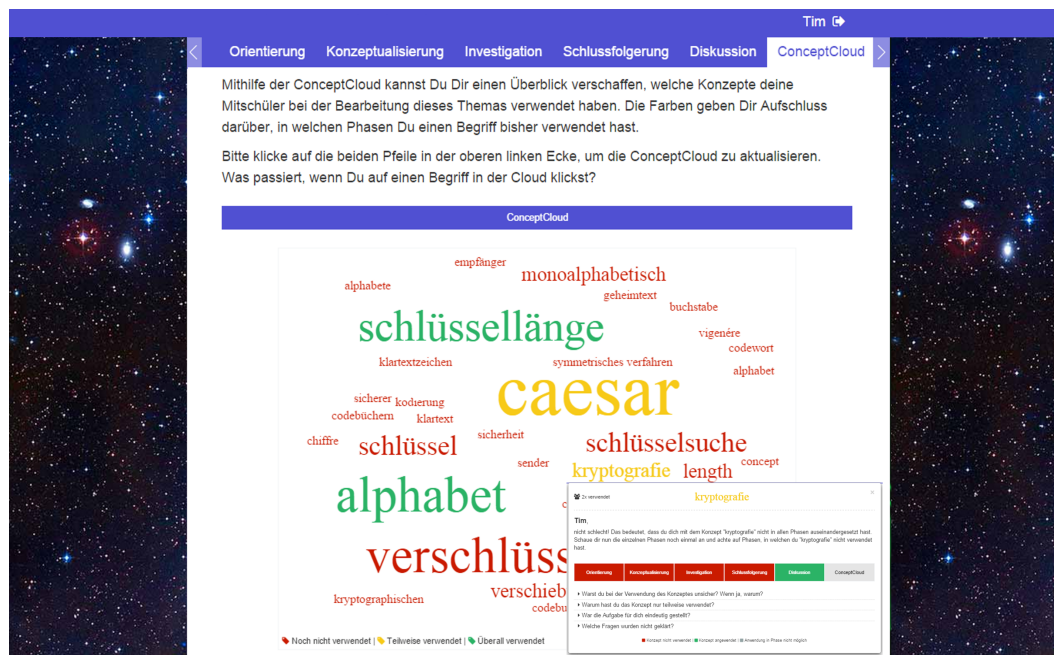 Tim
Orientierung Konzeptualisierung Investigation Schlussfolgerung Diskussion ConceptCloud
Mithilfe der ConceptCloud kannst Du Dir einen Überblick verschaffen, welche Konzepte deine
Mitschüler bei der Bearbeitung dieses Themas verwendet haben. Die Farben geben Dir Aufschluss
darüber, in welchen Phasen Du einen Begriff bisher verwendet hast.
Bitte klicke auf die beiden Pfeile in der oberen linken Ecke, um die ConceptCloud zu aktualisieren.
Was passiert, wenn Du auf einen Begriff in der Cloud klickst?
ConceptCloud
empfänger
monoalphabetisch
alphabete
geheimtext
buchstabe
schlüssellänge
vigenére
codewort
klartextzeichen
symmetrisches verfahren
alphabet
caesar
sicherer
kodierung
codebüchern
klartext
chiffre
schlüssel
sicherheit
schlüsselsuche
sender
kryptografie
length
concept
alphabet
verschlüss
verschieb
kryptographischen
codebu
Noch nicht verwendet | Teilweise verwendet | Überall verwendet
2x verwendet
kryptografie
×
Tim,
nicht schlecht! Das bedeutet, dass du dich mit dem Konzept "kryptografie" nicht in allen Phasen auseinandergesetzt hast.
Schaue dir nun die einzelnen Phasen noch einmal an und achte auf Phasen, in welchen du "kryptografie" nicht verwendet
hast.
Orientierung Konzeptualisierung Investigation Schlussfolgerung Diskussion ConceptCloud
Warst du bei der Verwendung des Konzeptes unsicher? Wenn ja, warum?
Warum hast du das Konzept nur teilweise verwendet?
War die Aufgabe für dich eindeutig gestellt?
Welche Fragen wurden nicht geklärt?
Konzept nicht verwendet | Konzept angewendet | Anwendung in Phase nicht möglich